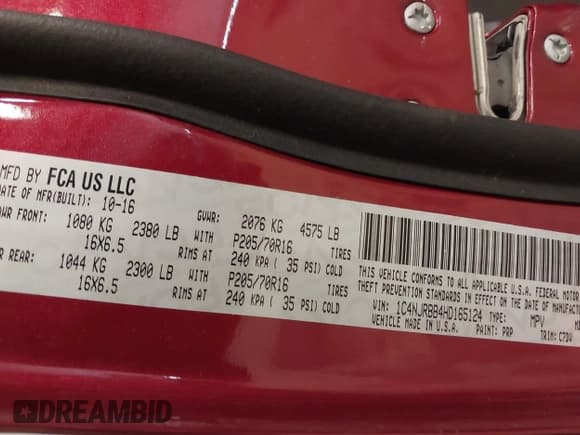 MFD BY FCA US LLC
DATE OF MFR(BUILT): 10-16
GVWR: 2076 KG 4575 LB
FRONT: 1080 KG 2380 LB WITH P205/70R16 TIRES
16X6.5 RIMS AT 240 KPA ( 35 PSI) COLD
REAR: 1044 KG 2300 LB WITH P205/70R16 TIRES
16X6.5 RIMS AT 240 KPA ( 35 PSI) COLD
THIS VEHICLE CONFORMS TO ALL APPLICABLE U.S.A. FEDERAL MOTOR
THEFT PREVENTION STANDARDS IN EFFECT ON THE DATE OF MANUFACTU
VIN: 1C4NJRBB4HD165124 TYPE: MPV
VEHICLE MADE IN U.S.A. PAINT: PRP TRIM: C7DV
DREAMBID